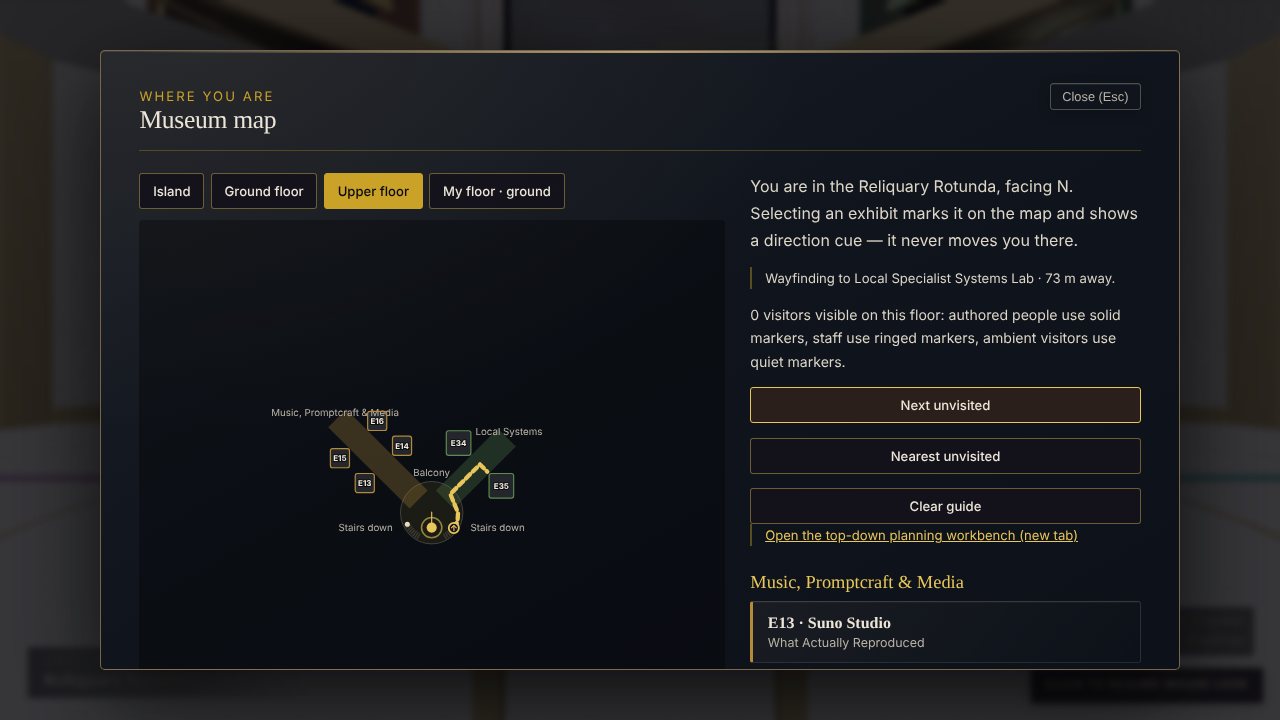 WHERE YOU ARE
Museum map
Close (Esc)
Island
Ground floor
Upper floor
My floor · ground
You are in the Reliquary Rotunda, facing N.
Selecting an exhibit marks it on the map and shows
a direction cue — it never moves you there.
Wayfinding to Local Specialist Systems Lab · 73 m away.
0 visitors visible on this floor: authored people use solid
markers, staff use ringed markers, ambient visitors use
quiet markers.
Next unvisited
Nearest unvisited
Clear guide
Open the top-down planning workbench (new tab)
Music, Promptcraft & Media
E13 · Suno Studio
What Actually Reproduced
Music, Promptcraft & Media
E16
Local Systems
E14
E34
E15
Balcony
E13
E35
Stairs down
Stairs down